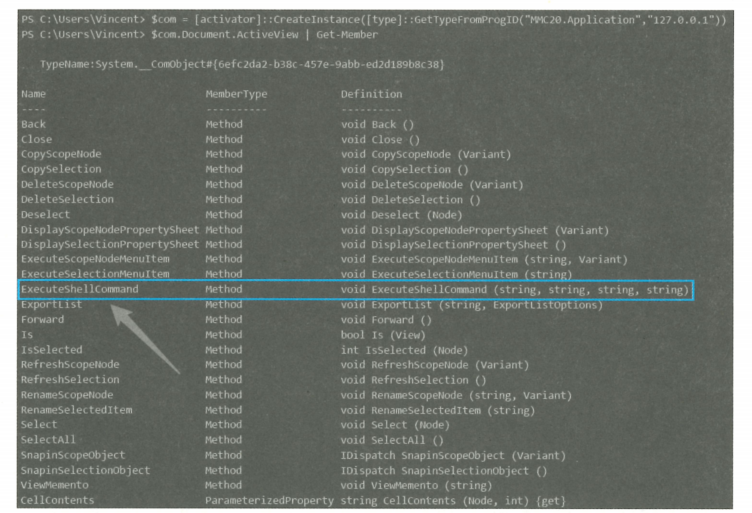 PS C:\Users\Vincent> $com = [activator]::CreateInstance([type]::GetTypeFromProgID("MMC20.Application","127.0.0.1"))
PS C:\Users\Vincent> $com.Document.ActiveView | Get-Member
TypeName:System.__ComObject#{6efc2da2-b38c-457e-9abb-ed2d189b8c38}
Name MemberType Definition
---- ---------- ----------
Back Method void Back ()
Close Method void Close ()
CopyScopeNode Method void CopyScopeNode (Variant)
CopySelection Method void CopySelection ()
DeleteScopeNode Method void DeleteScopeNode (Variant)
DeleteSelection Method void DeleteSelection ()
Deselect Method void Deselect (Node)
DisplayScopeNodePropertySheet Method void DisplayScopeNodePropertySheet (Variant)
DisplaySelectionPropertySheet Method void DisplaySelectionPropertySheet ()
ExecuteScopeNodeMenuItem Method void ExecuteScopeNodeMenuItem (string, Variant)
ExecuteSelectionMenuItem Method void ExecuteSelectionMenuItem (string)
ExecuteShellCommand Method void ExecuteShellCommand (string, string, string, string)
ExportList Method void ExportList (string, ExportListOptions)
Forward Method void Forward ()
Is Method bool Is (View)
IsSelected Method int IsSelected (Node)
RefreshScopeNode Method void RefreshScopeNode (Variant)
RefreshSelection Method void RefreshSelection ()
RenameScopeNode Method void RenameScopeNode (string, Variant)
RenameSelectedItem Method void RenameSelectedItem (string)
Select Method void Select (Node)
SelectAll Method void SelectAll ()
SnapinScopeObject Method IDispatch SnapinScopeObject (Variant)
SnapinSelectionObject Method IDispatch SnapinSelectionObject ()
ViewMemento Method void ViewMemento (string)
CellContents ParameterizedProperty string CellContents (Node, int) {get}